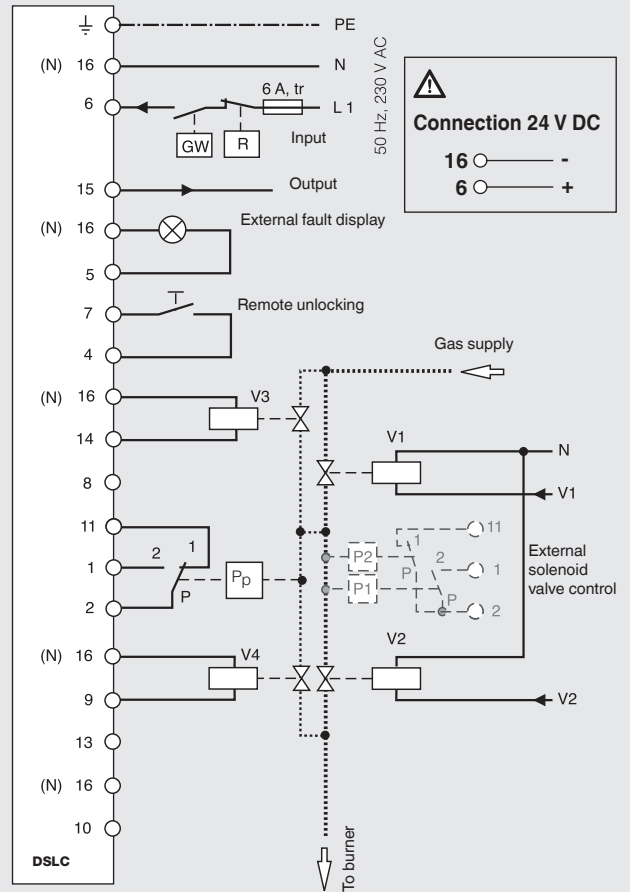 PE
(N) 16 N
6 6 A, tr L 1
GW R Input
50 Hz, 230 V AC
Connection 24 V DC
16 -
6 +
15 Output
(N) 16 External fault display
5
7 Remote unlocking
4
Gas supply
(N) 16 V3
14
V1 N
V1
8
11
2 1
1
Pp
P
2
P2 1 11
2 1
P
P1 P 2
External
solenoid
valve control
(N) 16 V4
9
V2
V2
13
(N) 16
10
To burner
DSLC